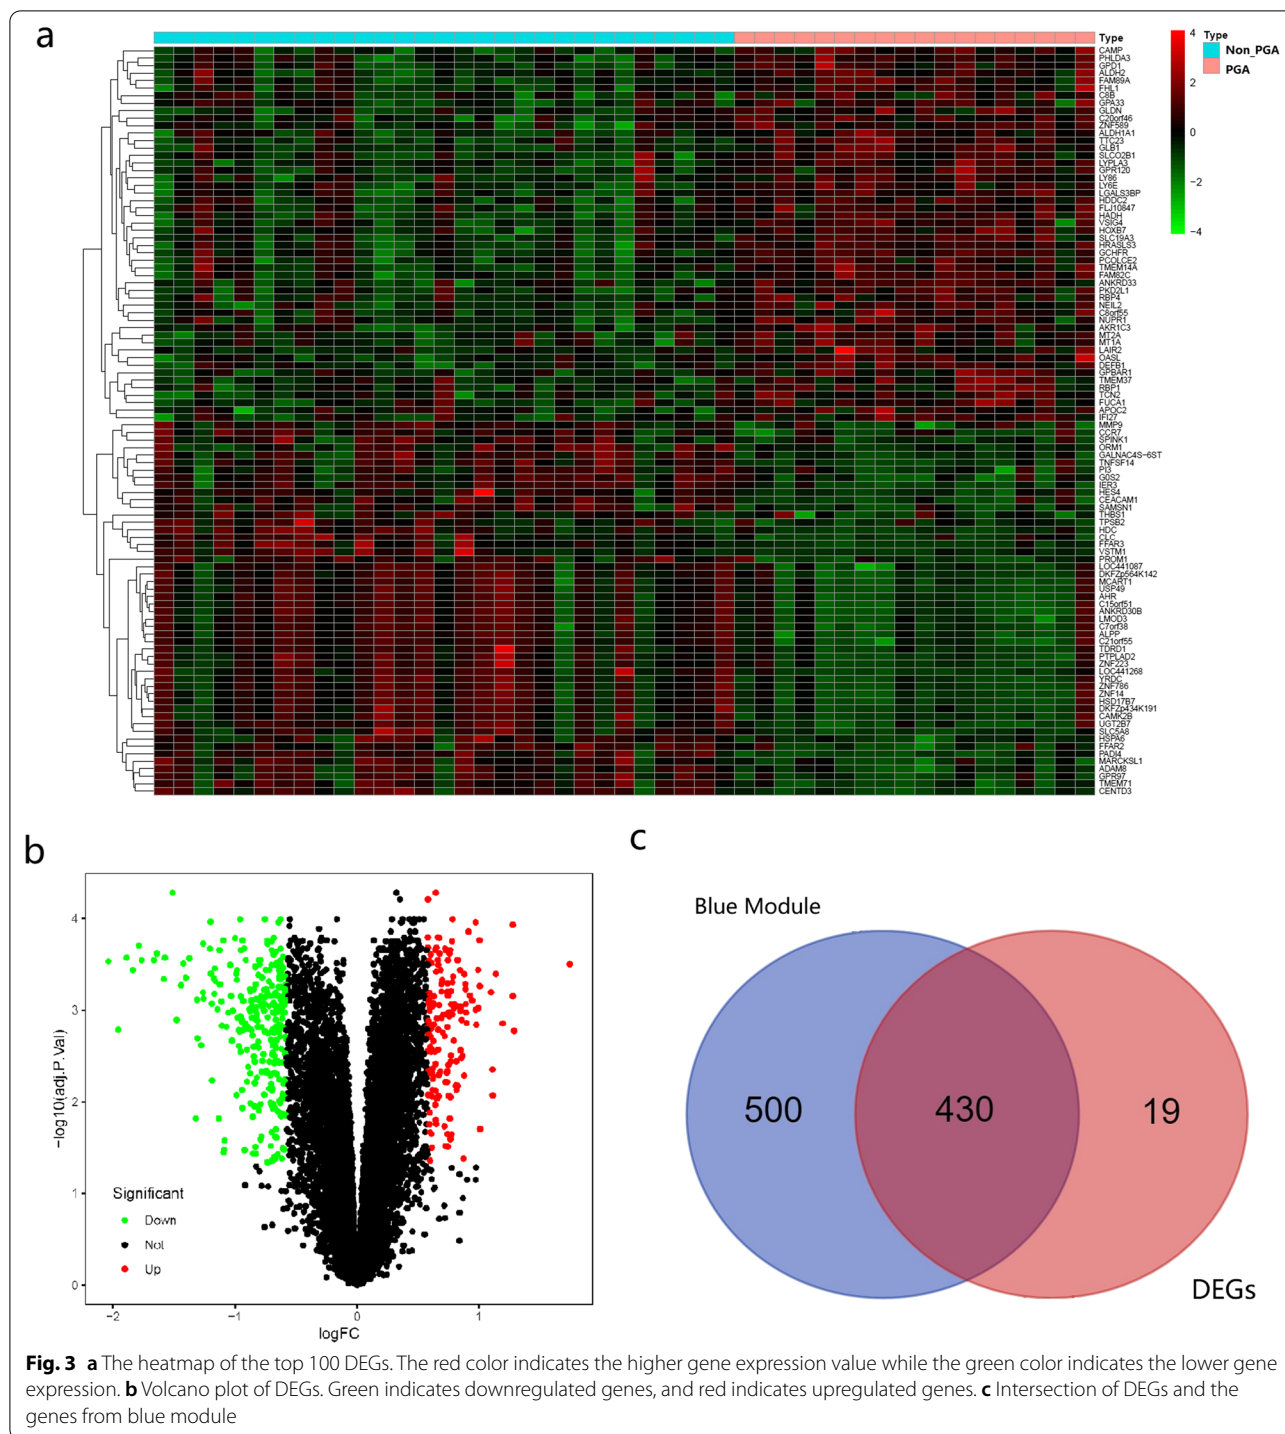 a
Type
CAMP
PHLDA3
GPD1
ALDH2
FAM89A
FHL1
C8B
GPA33
GLDN
C20orf46
ZNF589
ALDH1A1
TTC23
GLB1
SLCO2B1
LYPLA3
GPR120
LY86
LY6E
LGALS3BP
HDDC2
FLJ10847
HADH
VSIG4
HOXB7
SLC19A3
HRASLS3
GCHFR
PCOLCE2
TMEM14A
FAM82C
ANKRD33
PKD2L1
RBP4
NEIL2
C8orf55
NUPR1
AKR1C3
MT2A
MT1A
LAIR2
OASL
DEFB1
GPBAR1
TMEM37
RBP1
TCN2
FUCA1
APOC2
IFI27
MMP9
CCR7
SPINK1
ORM1
GALNAC4S−6ST
TNFSF14
PI3
G0S2
IER3
HES4
CEACAM1
SAMSN1
THBS1
TPSB2
HDC
CLC
FFAR3
VSTM1
PROM1
LOC441087
DKFZp564K142
MCART1
USP49
AHR
C15orf51
ANKRD30B
LMOD3
C7orf38
ALPP
C21orf55
TDRD1
PTPLAD2
ZNF223
LOC441268
YRDC
ZNF786
ZNF14
HSD17B7
DKFZp434K191
CAMK2B
UGT2B7
SLC5A8
HSPA6
FFAR2
PADI4
MARCKSL1
ADAM8
GPR97
TMEM71
CENTD3
4
2
0
−2
−4
Type
Non_PGA
PGA
b
4
3
2
1
0
−log10(adj.P.Val)
Significant
Down
Not
Up
−2
−1
0
1
logFC
c
Blue Module
500
430
19
DEGs
Fig. 3 a The heatmap of the top 100 DEGs. The red color indicates the higher gene expression value while the green color indicates the lower gene
expression. b Volcano plot of DEGs. Green indicates downregulated genes, and red indicates upregulated genes. c Intersection of DEGs and the
genes from blue module